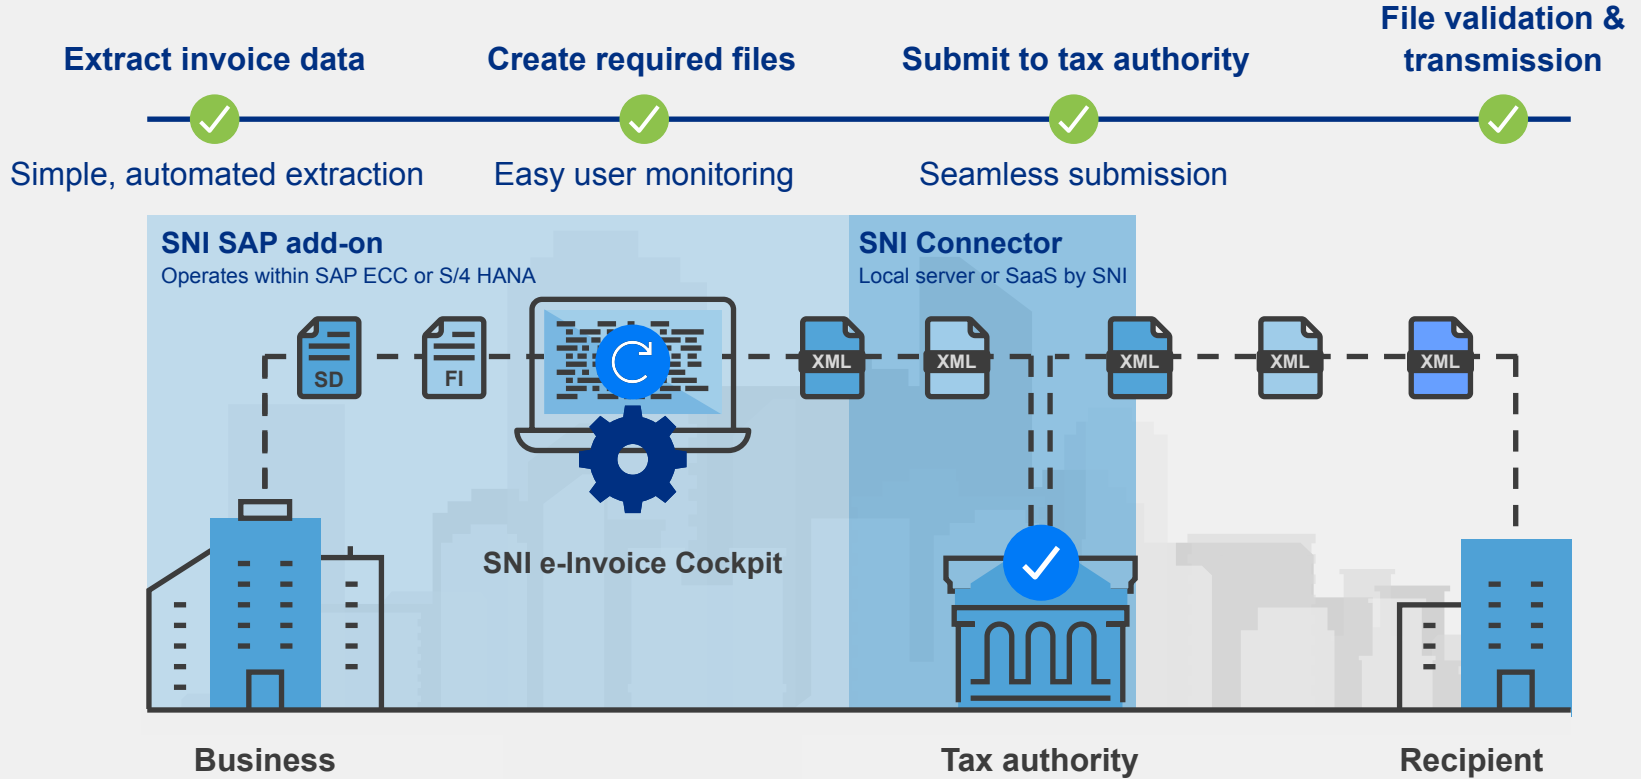 File validation &
transmission
Extract invoice data
Create required files
Submit to tax authority
Simple, automated extraction
Easy user monitoring
Seamless submission
SNI SAP add-on
Operates within SAP ECC or S/4 HANA
SNI Connector
Local server or SaaS by SNI
SD
FI
XML
XML
XML
XML
XML
SNI e-Invoice Cockpit
Business
Tax authority
Recipient